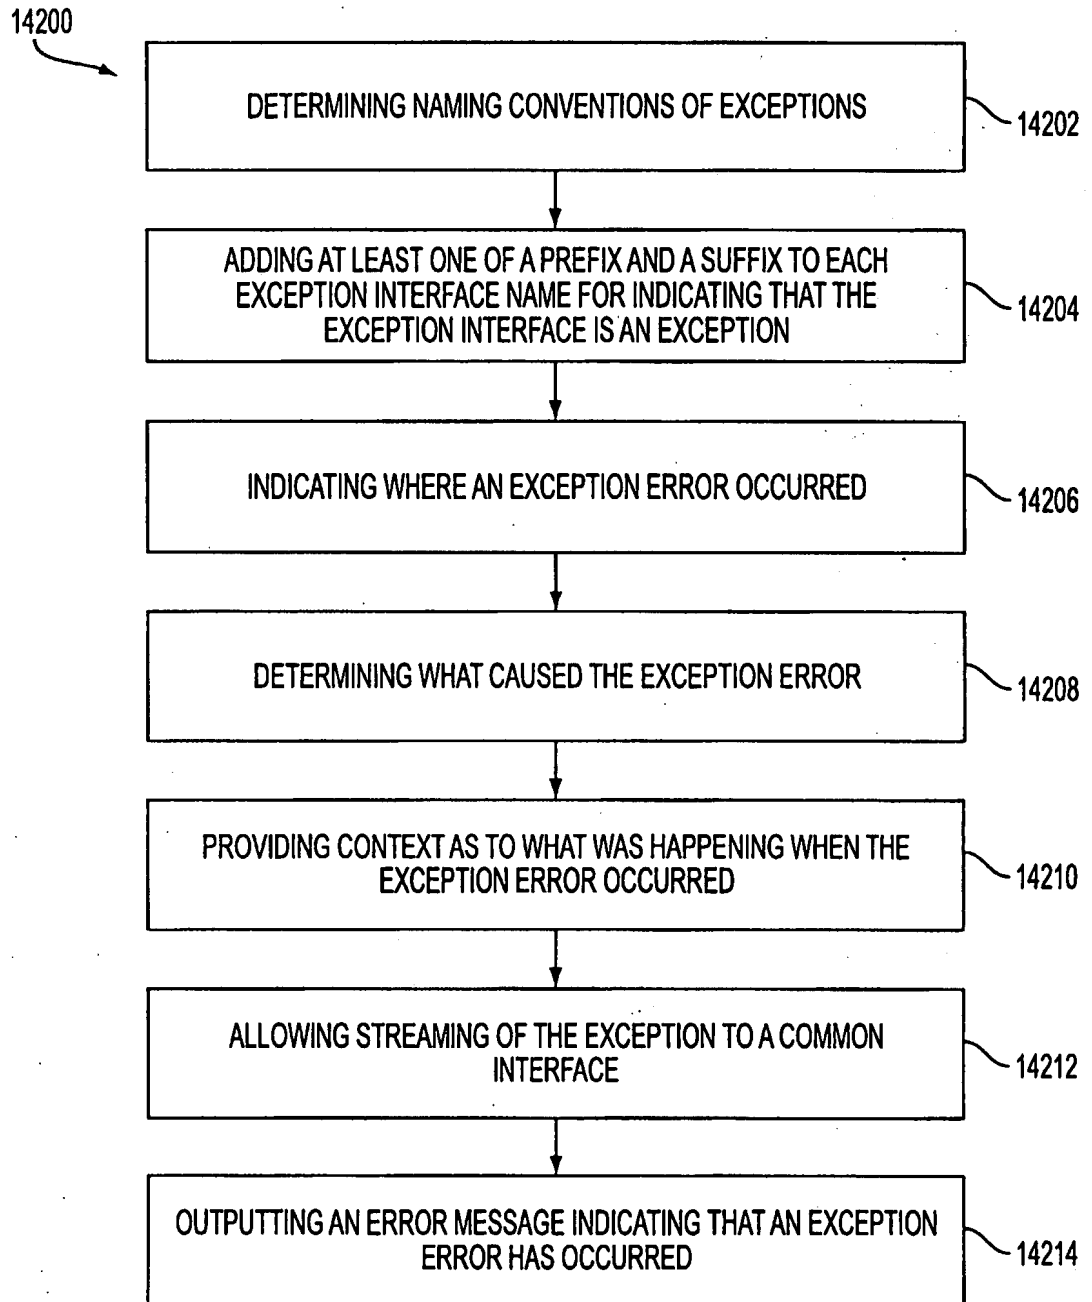 14200
DETERMINING NAMING CONVENTIONS OF EXCEPTIONS
14202
ADDING AT LEAST ONE OF A PREFIX AND A SUFFIX TO EACH
EXCEPTION INTERFACE NAME FOR INDICATING THAT THE
EXCEPTION INTERFACE IS AN EXCEPTION
14204
INDICATING WHERE AN EXCEPTION ERROR OCCURRED
14206
DETERMINING WHAT CAUSED THE EXCEPTION ERROR
14208
PROVIDING CONTEXT AS TO WHAT WAS HAPPENING WHEN THE
EXCEPTION ERROR OCCURRED
14210
ALLOWING STREAMING OF THE EXCEPTION TO A COMMON
INTERFACE
14212
OUTPUTTING AN ERROR MESSAGE INDICATING THAT AN EXCEPTION
ERROR HAS OCCURRED
14214